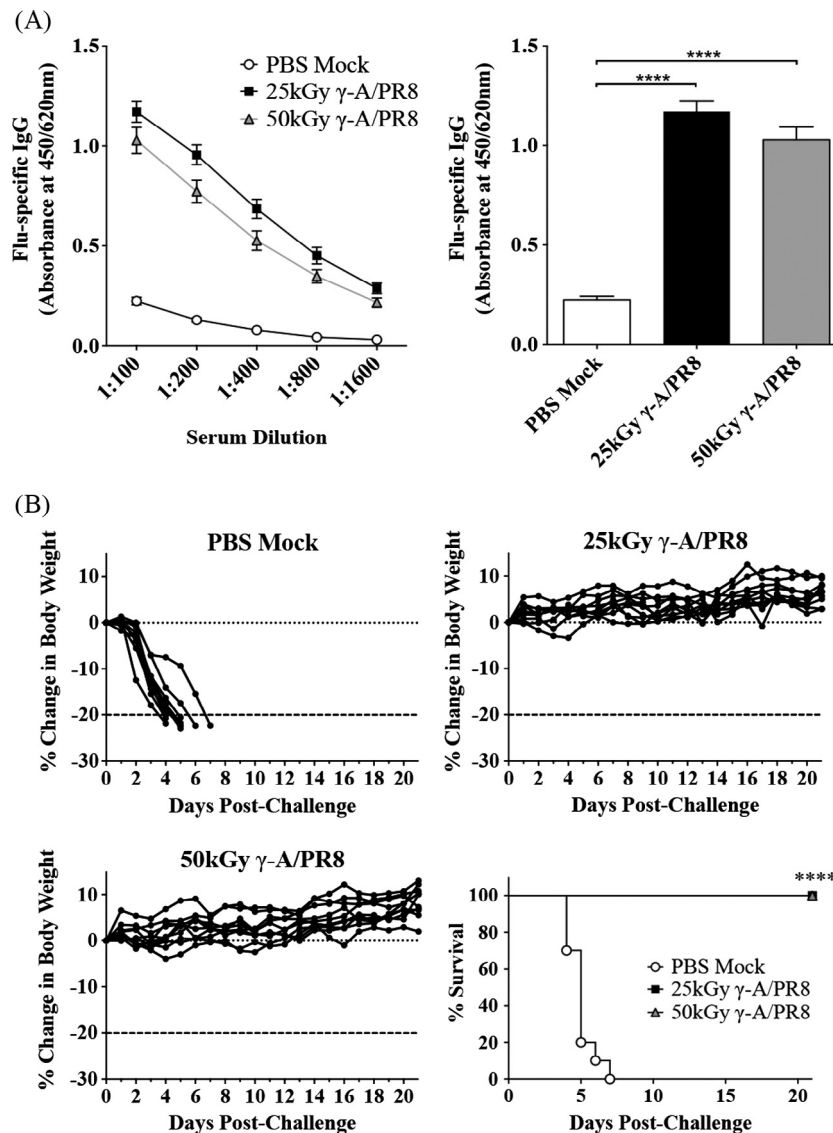 (A)
Flu-specific IgG
(Absorbance at 450/620nm)
1.5
1.0
0.5
0.0
PBS Mock
25kGy γ-A/PR8
50kGy γ-A/PR8
1:100
1:200
1:400
1:800
1:1600
Serum Dilution
Flu-specific IgG
(Absorbance at 450/620nm)
1.5
1.0
0.5
0.0
****
****
PBS Mock
25kGy γ-A/PR8
50kGy γ-A/PR8
(B)
PBS Mock
% Change in Body Weight
10
0
-10
-20
-30
0 2 4 6 8 10 12 14 16 18 20
Days Post-Challenge
25kGy γ-A/PR8
% Change in Body Weight
10
0
-10
-20
-30
0 2 4 6 8 10 12 14 16 18 20
Days Post-Challenge
50kGy γ-A/PR8
% Change in Body Weight
10
0
-10
-20
-30
0 2 4 6 8 10 12 14 16 18 20
Days Post-Challenge
****
% Survival
100
80
60
40
20
0
PBS Mock
25kGy γ-A/PR8
50kGy γ-A/PR8
5 10 15 20
Days Post-Challenge